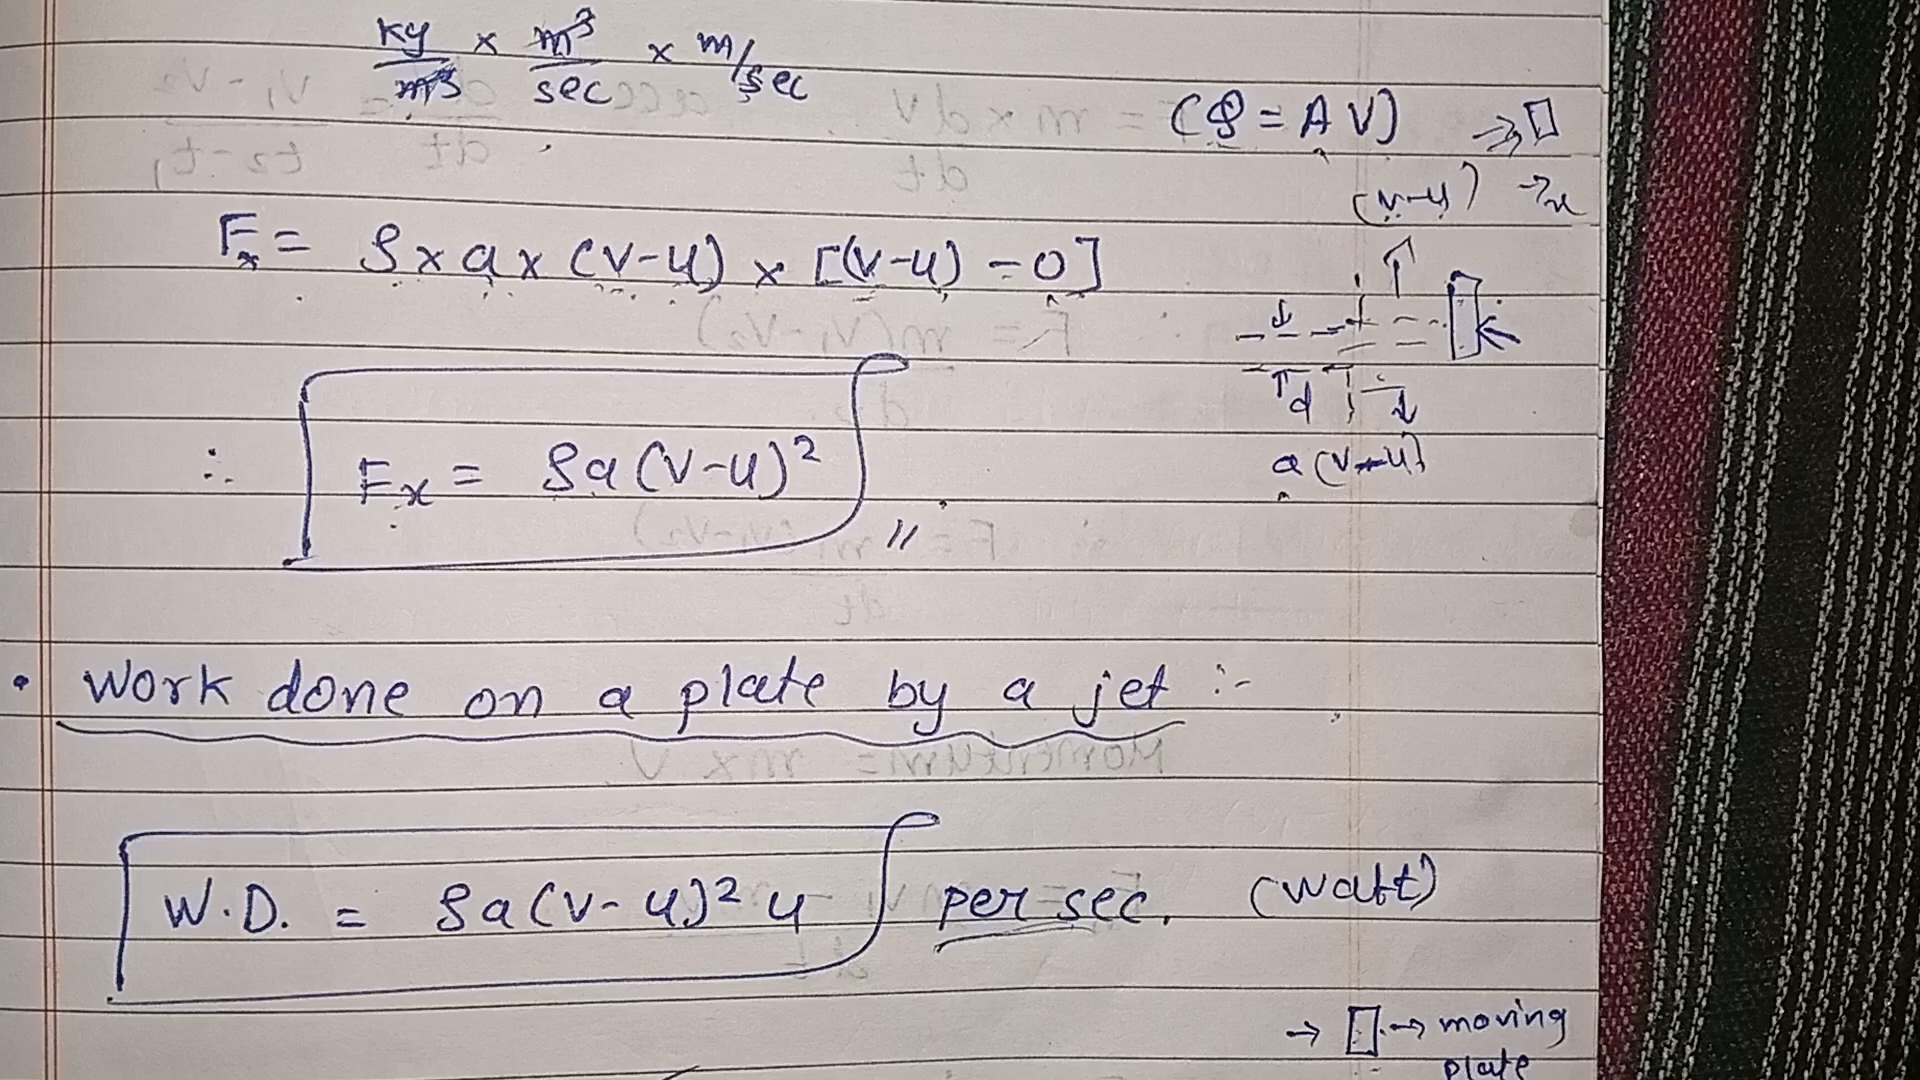 kg/m³ × m³/sec × m/sec
(Q = A V) → ▯
(v-u) → x
Fx = ρ × a × (v-u) × [(v-u) - 0]
d
∴ Fx = ρa(v-u)² //
a(v-u)
• Work done on a plate by a jet :-
W.D. = ρa(v-u)² u per sec. (watt)
→ ▯ → moving
plate